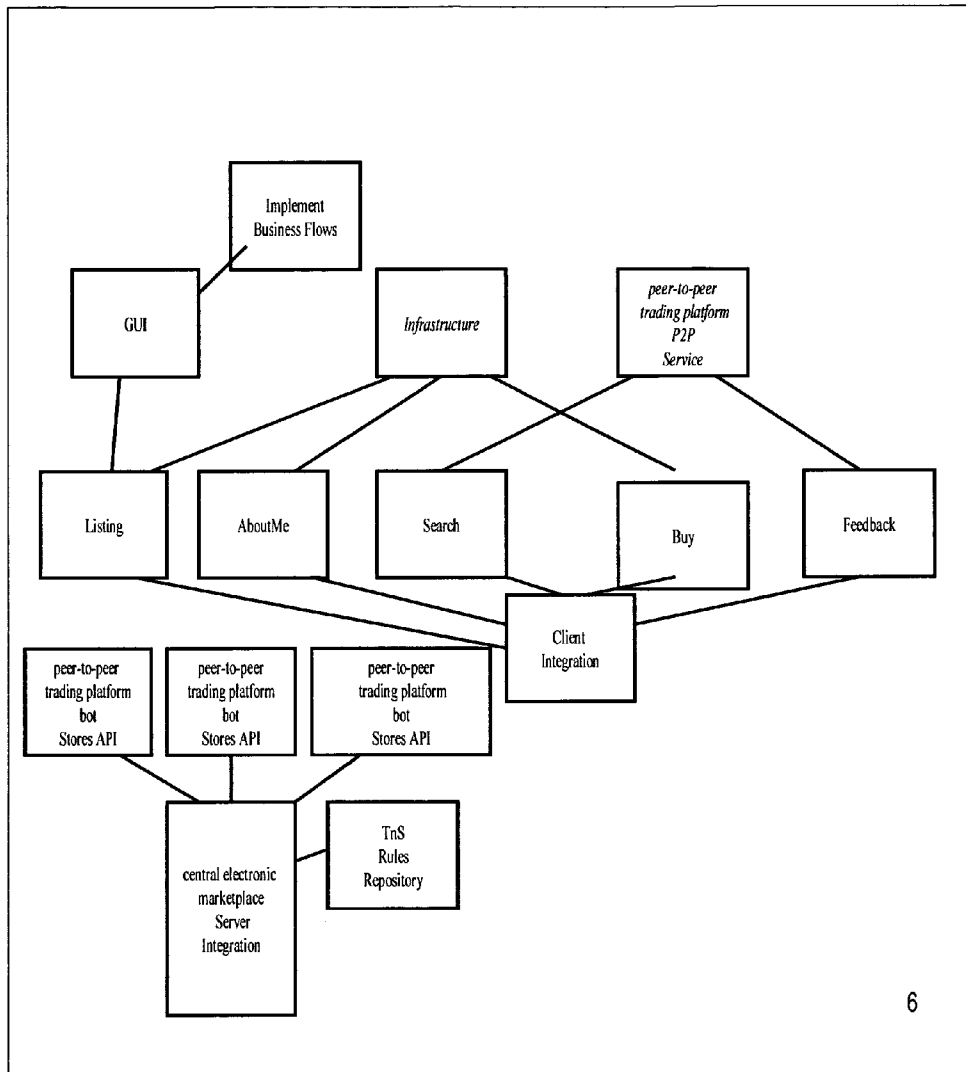 Implement
Business Flows
GUI
Infrastructure
peer-to-peer
trading platform
P2P
Service
Listing
AboutMe
Search
Buy
Feedback
Client
Integration
peer-to-peer
trading platform
bot
Stores API
peer-to-peer
trading platform
bot
Stores API
peer-to-peer
trading platform
bot
Stores API
central electronic
marketplace
Server
Integration
TnS
Rules
Repository
6